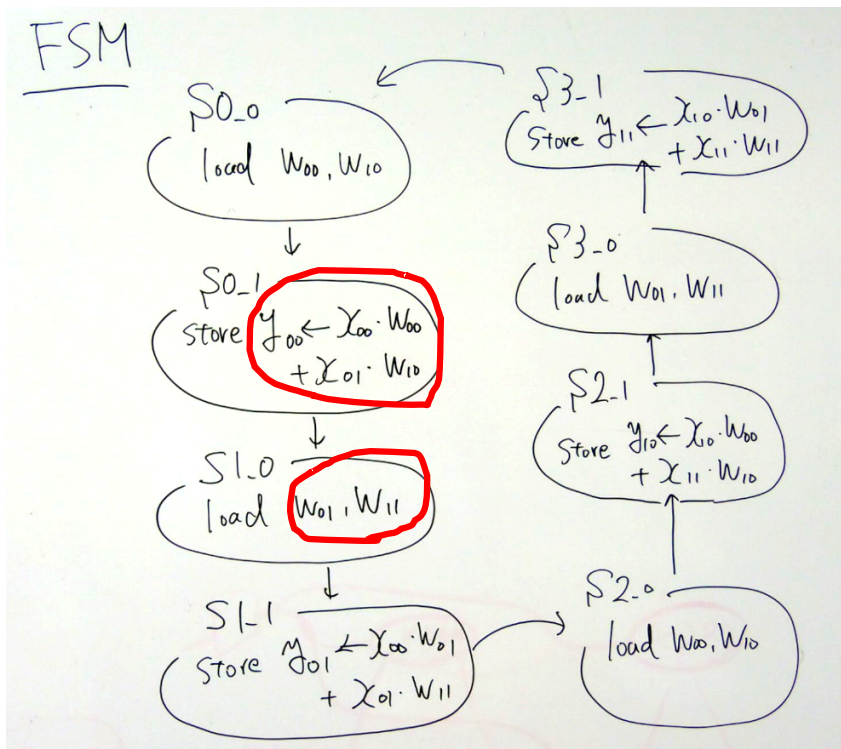 FSM
S0_0
load W00, W10
S0_1
store y00 ← x00·W00
+ x01·W10
S1_0
load W01, W11
S1_1
store y01 ← x00·W01
+ x01·W11
S2_0
load W00, W10
S2_1
store y10 ← x10·W00
+ x11·W10
S3_0
load W01, W11
S3_1
store y11 ← x10·W01
+ x11·W11